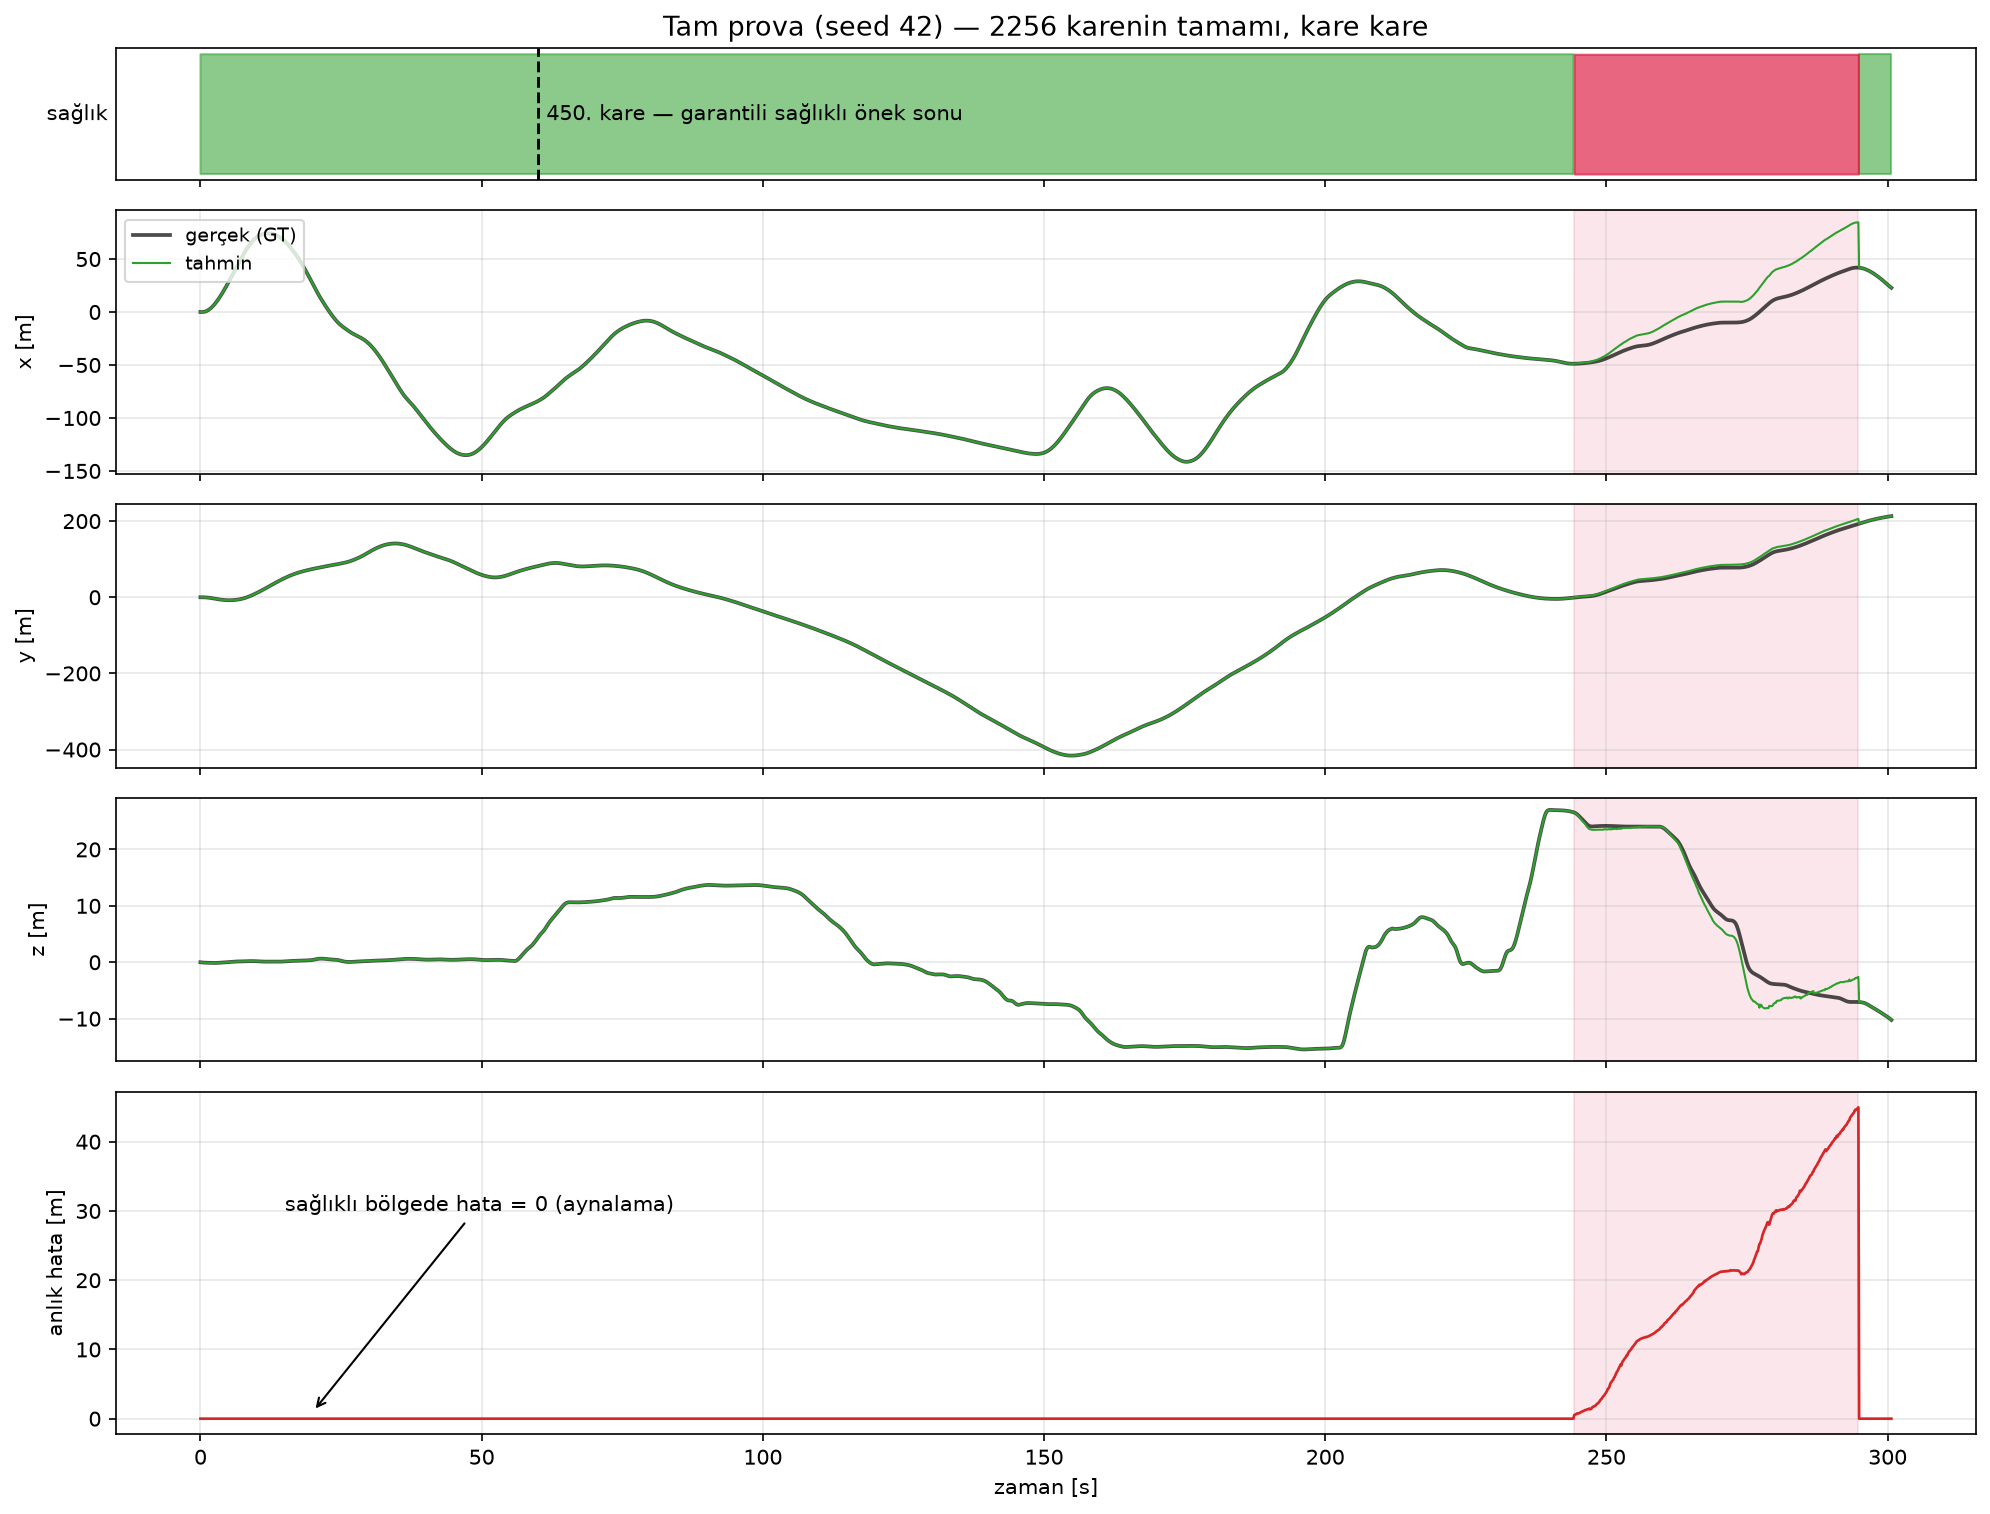 Tam prova (seed 42) — 2256 karenin tamamı, kare kare
sağlık
450. kare — garantili sağlıklı önek sonu
gerçek (GT)
tahmin
x [m]
50
0
−50
−100
−150
y [m]
200
0
−200
−400
z [m]
20
10
0
−10
anlık hata [m]
40
30
20
10
0
sağlıklı bölgede hata = 0 (aynalama)
0 50 100 150 200 250 300
zaman [s]